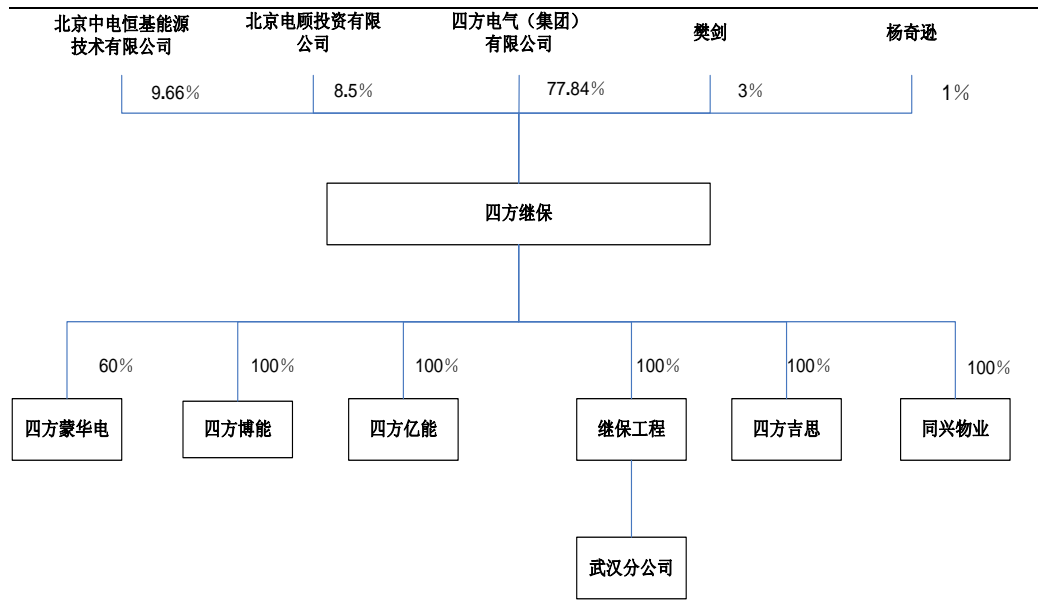 北京中电恒基能源
技术有限公司
北京电顾投资有限
公司
四方电气（集团）
有限公司
樊剑
杨奇逊
9.66%
8.5%
77.84%
3%
1%
四方继保
60%
100%
100%
100%
100%
100%
四方蒙华电
四方博能
四方亿能
继保工程
四方吉思
同兴物业
武汉分公司